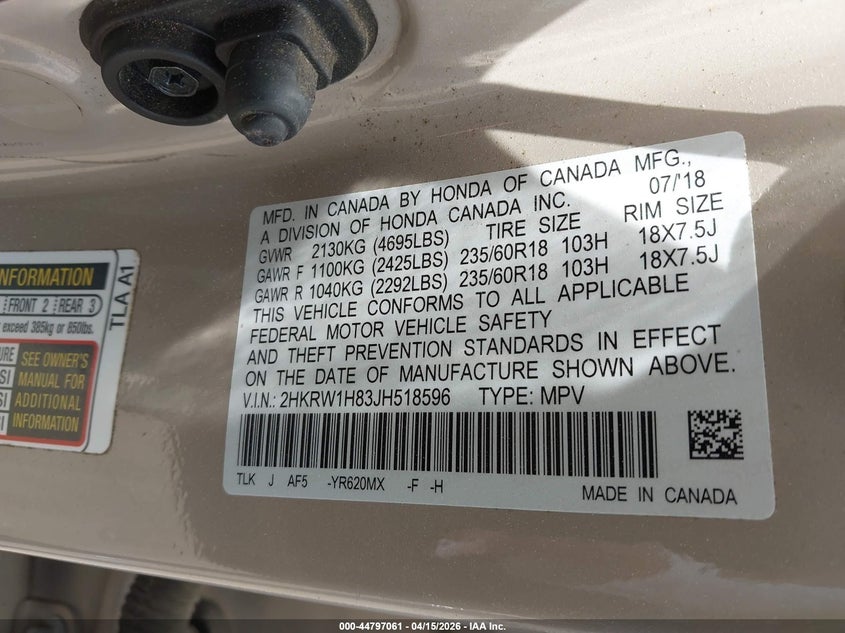 MFD. IN CANADA BY HONDA OF CANADA MFG.,
A DIVISION OF HONDA CANADA INC. 07/'18
GVWR 2130KG (4695LBS) TIRE SIZE RIM SIZE
GAWR F 1100KG (2425LBS) 235/60R18 103H 18X7.5J
GAWR R 1040KG (2292LBS) 235/60R18 103H 18X7.5J
THIS VEHICLE CONFORMS TO ALL APPLICABLE
FEDERAL MOTOR VEHICLE SAFETY
AND THEFT PREVENTION STANDARDS IN EFFECT
ON THE DATE OF MANUFACTURE SHOWN ABOVE.
V.I.N.: 2HKRW1H83JH518596 TYPE: MPV
TLK J AF5 -YR620MX -F -H
MADE IN CANADA
INFORMATION
FRONT 2 REAR 3
exceed 385kg or 850lbs.
SEE OWNER'S
MANUAL FOR
ADDITIONAL
INFORMATION
TLA A1
000-44797061 - 04/15/2026 - IAA Inc.